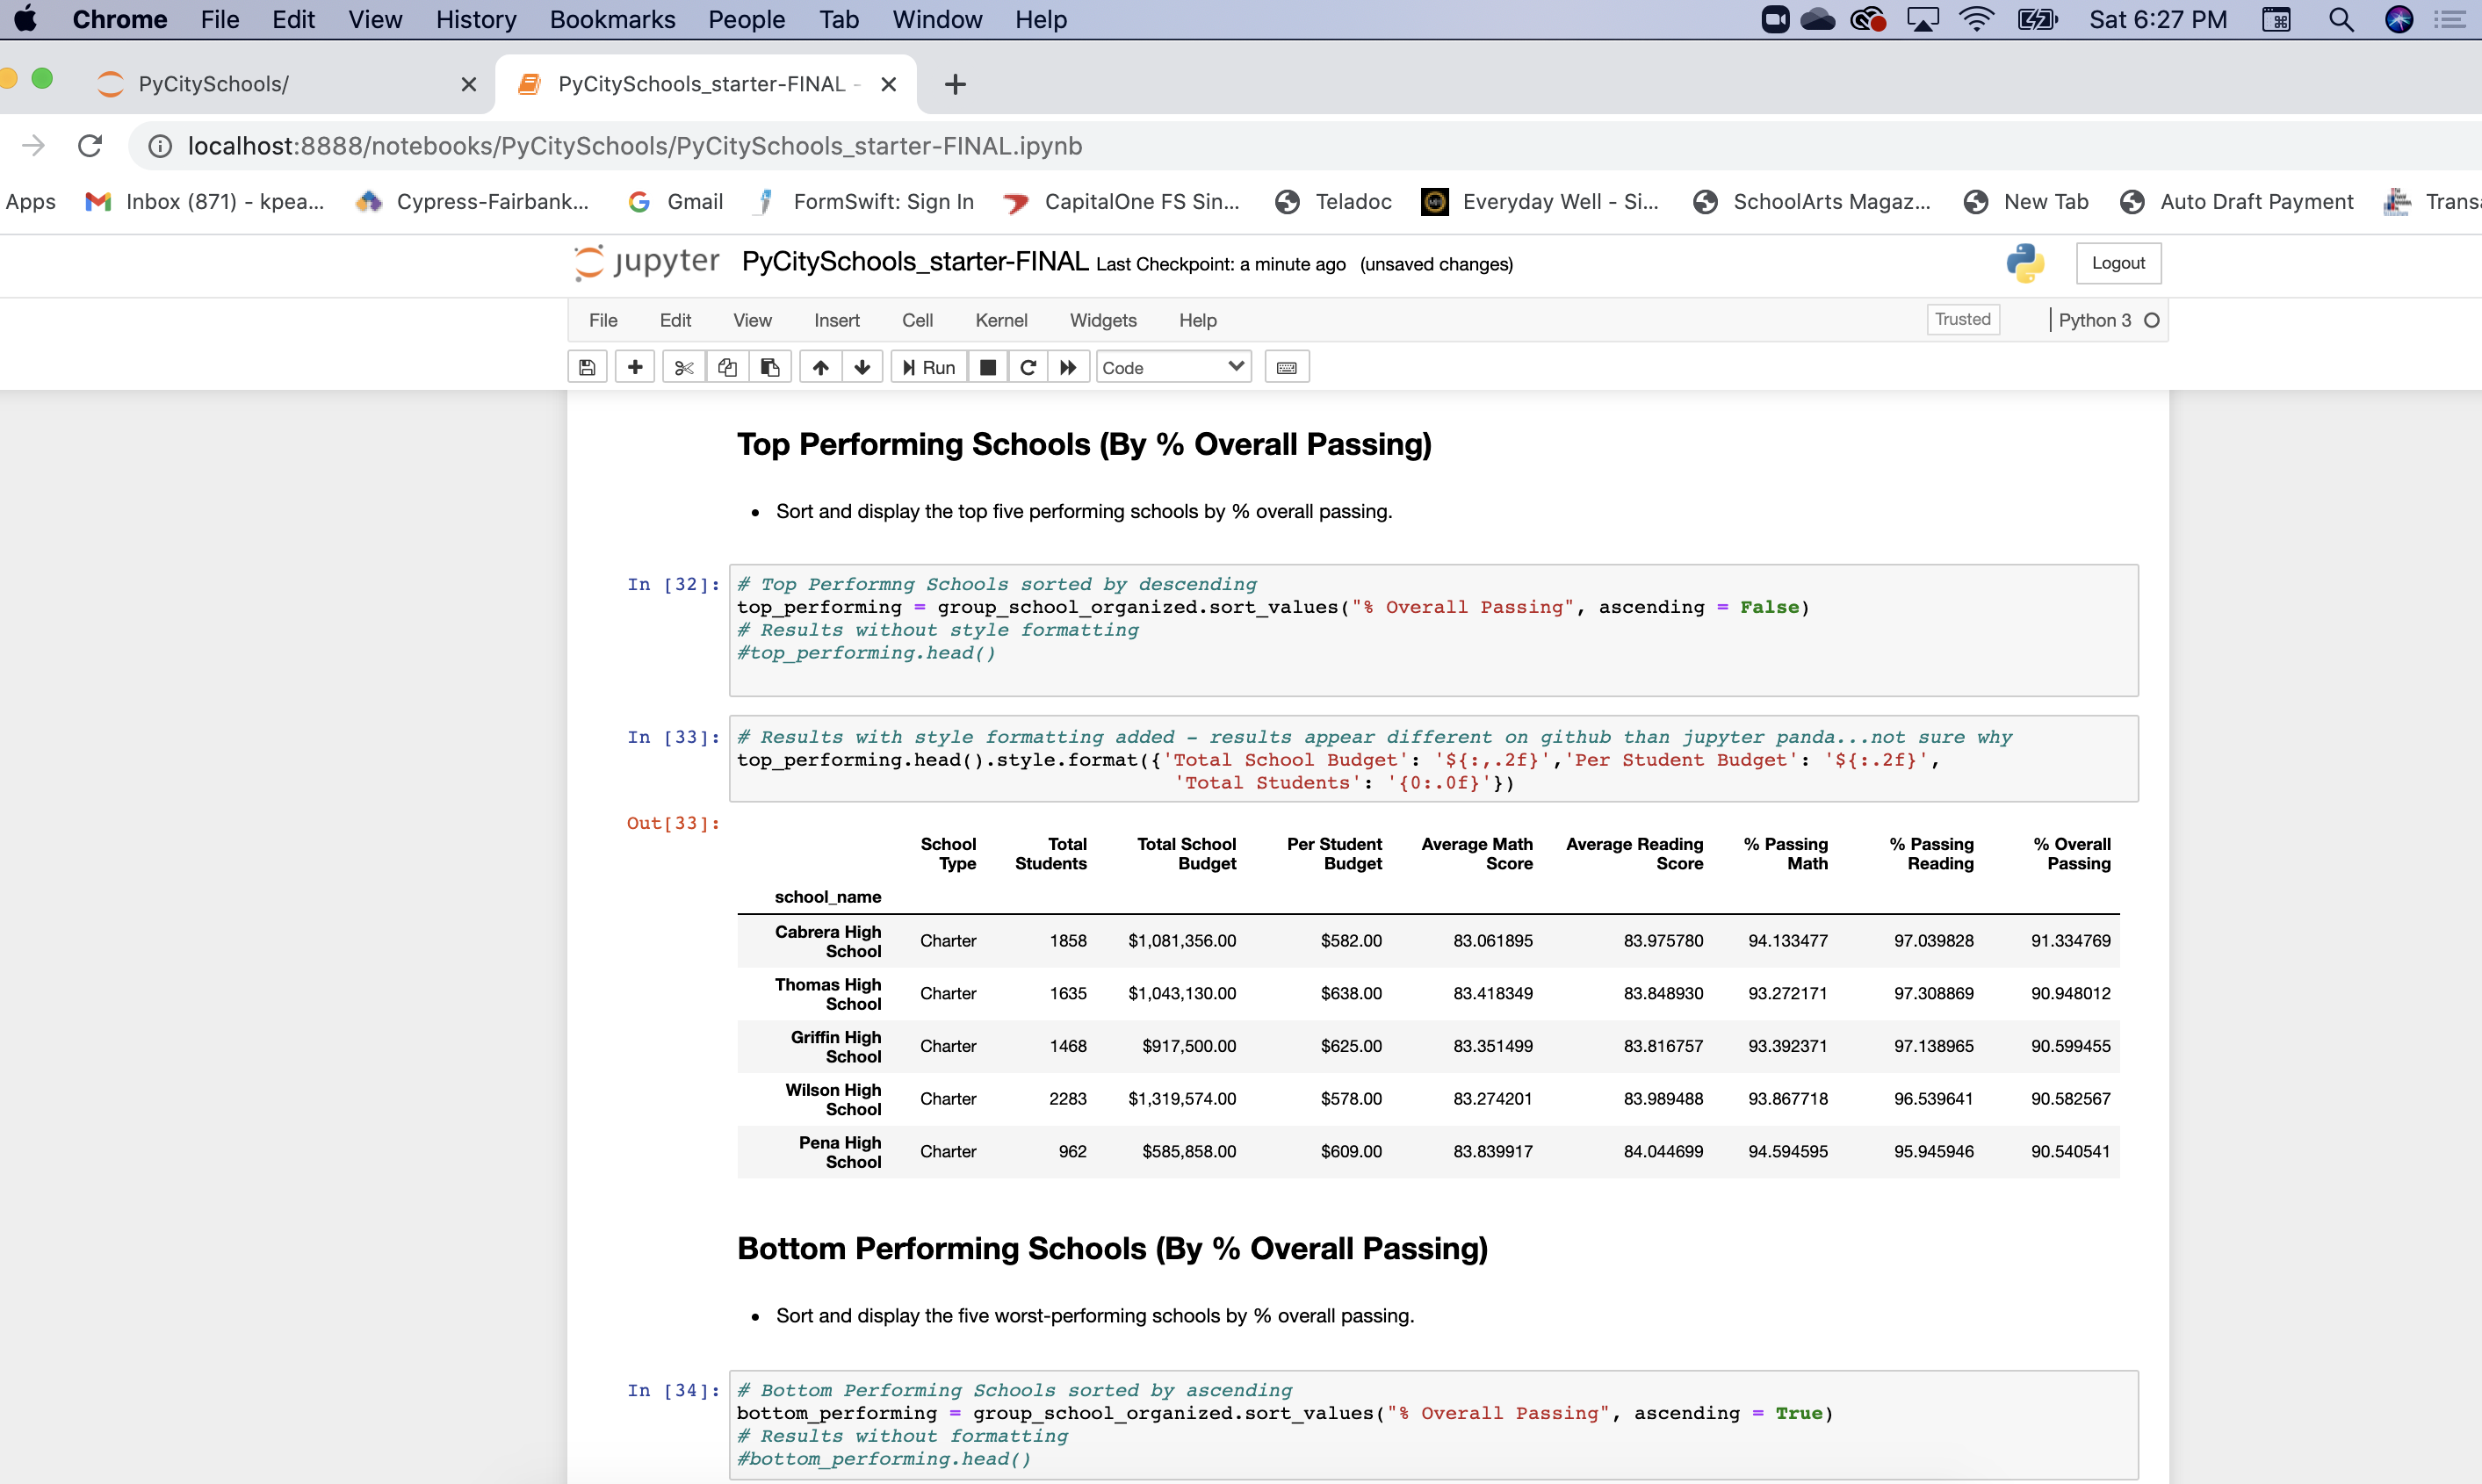 Chrome File Edit View History Bookmarks People Tab Window Help Sat 6:27 PM
PyCitySchools/ PyCitySchools_starter-FINAL -
localhost:8888/notebooks/PyCitySchools/PyCitySchools_starter-FINAL.ipynb
Apps Inbox (871) - kpea... Cypress-Fairbank... Gmail FormSwift: Sign In CapitalOne FS Sin... Teladoc Everyday Well - Si... SchoolArts Magaz... New Tab Auto Draft Payment Transa
jupyter PyCitySchools_starter-FINAL Last Checkpoint: a minute ago (unsaved changes) Logout
File Edit View Insert Cell Kernel Widgets Help Trusted Python 3
Run Code
Top Performing Schools (By % Overall Passing)
• Sort and display the top five performing schools by % overall passing.
In [32]: # Top Performng Schools sorted by descending
top_performing = group_school_organized.sort_values("% Overall Passing", ascending = False)
# Results without style formatting
#top_performing.head()
In [33]: # Results with style formatting added - results appear different on github than jupyter panda...not sure why
top_performing.head().style.format({'Total School Budget': '${:,.2f}','Per Student Budget': '${:.2f}',
'Total Students': '{0:.0f}'})
Out[33]:
School Type Total Students Total School Budget Per Student Budget Average Math Score Average Reading Score % Passing Math % Passing Reading % Overall Passing
school_name
Cabrera High School Charter 1858 $1,081,356.00 $582.00 83.061895 83.975780 94.133477 97.039828 91.334769
Thomas High School Charter 1635 $1,043,130.00 $638.00 83.418349 83.848930 93.272171 97.308869 90.948012
Griffin High School Charter 1468 $917,500.00 $625.00 83.351499 83.816757 93.392371 97.138965 90.599455
Wilson High School Charter 2283 $1,319,574.00 $578.00 83.274201 83.989488 93.867718 96.539641 90.582567
Pena High School Charter 962 $585,858.00 $609.00 83.839917 84.044699 94.594595 95.945946 90.540541
Bottom Performing Schools (By % Overall Passing)
• Sort and display the five worst-performing schools by % overall passing.
In [34]: # Bottom Performing Schools sorted by ascending
bottom_performing = group_school_organized.sort_values("% Overall Passing", ascending = True)
# Results without formatting
#bottom_performing.head()